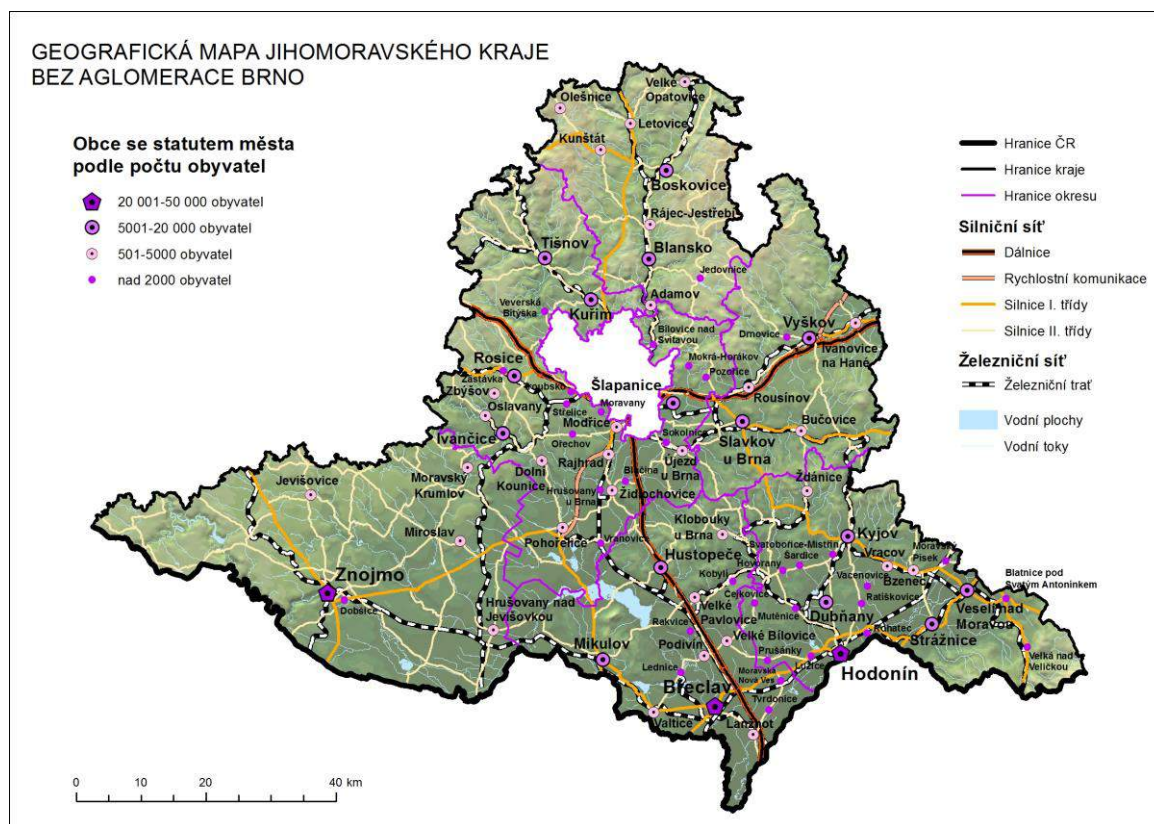 GEOGRAFICKÁ MAPA JIHOMORAVSKÉHO KRAJE
BEZ AGLOMERACE BRNO
Obce se statutem města
podle počtu obyvatel
20 001-50 000 obyvatel
5001-20 000 obyvatel
501-5000 obyvatel
nad 2000 obyvatel
Hranice ČR
Hranice kraje
Hranice okresu
Silniční síť
Dálnice
Rychlostní komunikace
Silnice I. třídy
Silnice II. třídy
Železniční síť
Železniční trať
Vodní plochy
Vodní toky
Velké
Opatovice
Olešnice
Letovice
Kunštát
Boskovice
Rájec-Jestřebí
Tišnov
Blansko
Jedovnice
Adamov
Veverská
Bítýška
Kuřim
Bílovice nad
Svitavou
Drnovice
Vyškov
Ivanovice
na Hané
Mokrá-Horákov
Pozořice
Rosice
Zastávka
Zbýšov
Oslavany
Šlapanice
Moravany
Rousínov
Střelice
Modřice
Bučovice
Ivančice
Ořechov
Sokolnice
Slavkov
u Brna
Rajhrad
Újezd
u Brna
Dolní
Kounice
Moravský
Krumlov
Blučina
Ždánice
Jevišovice
Hrušovany
u Brna
Židlochovice
Miroslav
Pohořelice
Vranovice
Klobouky
u Brna
Kyjov
Hustopeče
Svatobořice-Mistřín
Šardice
Hovorany
Vracov
Moravský
Písek
Bzenec
Kobylí
Čejkovice
Vacenovice
Ratíškovice
Blatnice pod
Svatým Antonínkem
Znojmo
Dobšice
Hrušovany nad
Jevišovkou
Velké
Pavlovice
Mutěnice
Dubňany
Veselí nad
Moravou
Rohatec
Strážnice
Rakvice
Velké Bílovice
Mikulov
Podivín
Prušánky
Lužice
Hodonín
Velká nad
Veličkou
Lednice
Moravská
Nová Ves
Břeclav
Tvrdonice
Valtice
Lanžhot
0 10 20 40 km